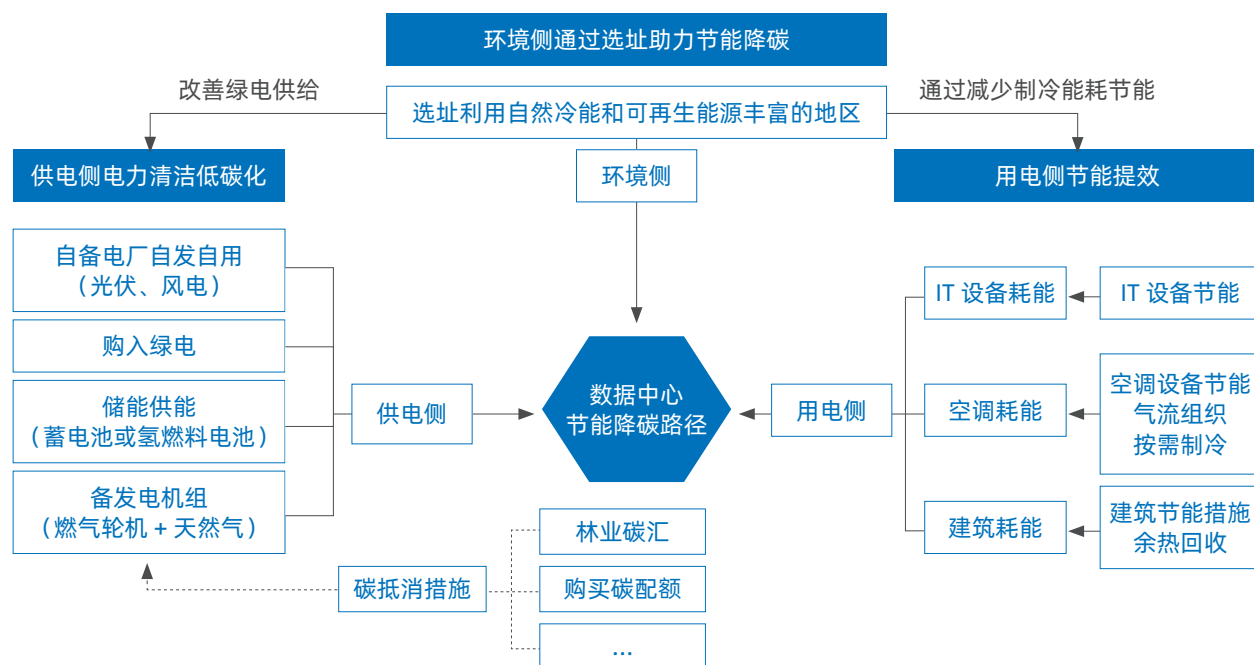 环境侧通过选址助力节能降碳
改善绿电供给
通过减少制冷能耗节能
选址利用自然冷能和可再生能源丰富的地区
供电侧电力清洁低碳化
环境侧
用电侧节能提效
自备电厂自发自用
（光伏、风电）
购入绿电
储能供能
（蓄电池或氢燃料电池）
备发电机组
（燃气轮机 + 天然气）
供电侧
数据中心
节能降碳路径
用电侧
IT 设备耗能
IT 设备节能
空调耗能
空调设备节能
气流组织
按需制冷
建筑耗能
建筑节能措施
余热回收
碳抵消措施
林业碳汇
购买碳配额
...